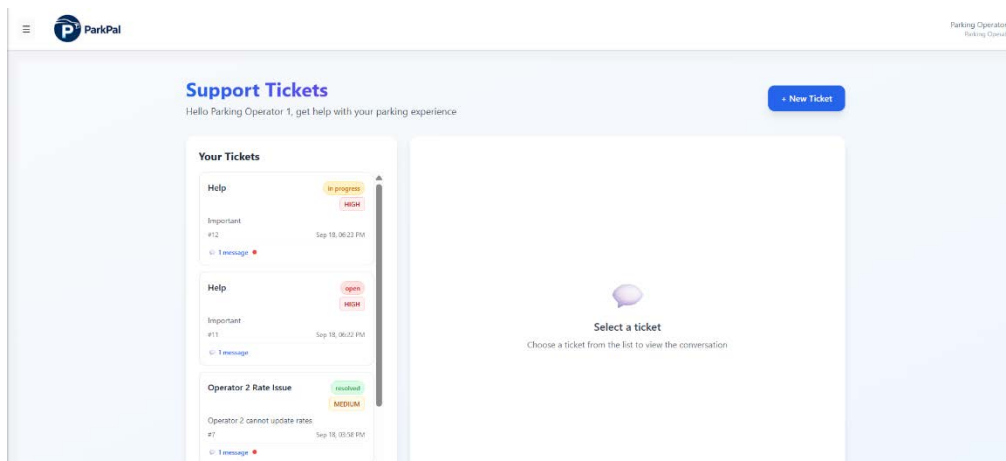 ParkPal
Parking Operator
Parking Opera
Support Tickets
Hello Parking Operator 1, get help with your parking experience
+ New Ticket
Your Tickets
Help
in progress
HIGH
Important
#12
Sep 18, 06:23 PM
1 message
Help
open
HIGH
Important
#11
Sep 18, 06:22 PM
1 message
Operator 2 Rate Issue
resolved
MEDIUM
Operator 2 cannot update rates
#7
Sep 18, 03:58 PM
1 message
Select a ticket
Choose a ticket from the list to view the conversation